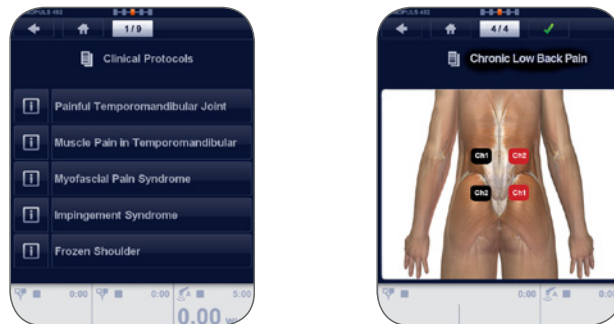 1/9
Clinical Protocols
Painful Temporomandibular Joint
Muscle Pain in Temporomandibular
Myofascial Pain Syndrome
Impingement Syndrome
Frozen Shoulder
0:00 0:00 A 5:00
0.00
4/4
Chronic Low Back Pain
Ch1 Ch2
Ch2 Ch1
0:00 A 0:00